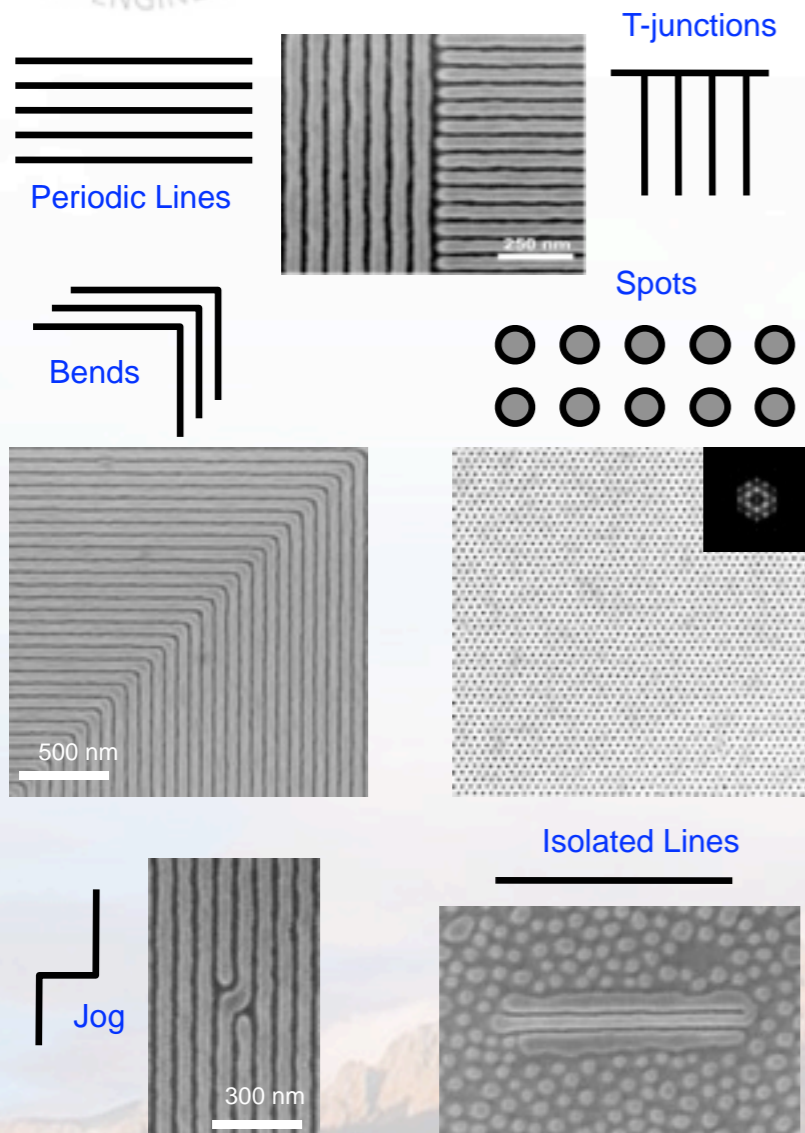 T-junctions
Periodic Lines
250 nm
Spots
Bends
500 nm
Isolated Lines
Jog
300 nm